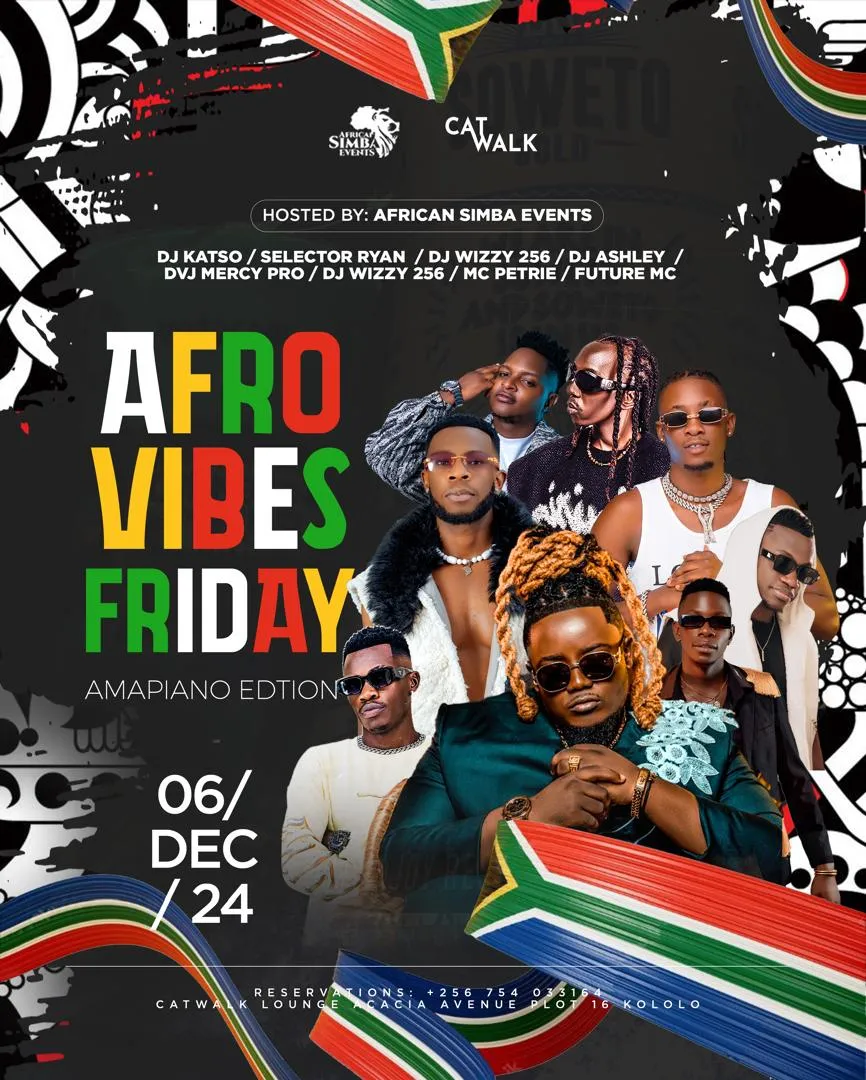 SOWETO
GOLD
AFRICAN
SIMBA
EVENTS
CAT
WALK
HOSTED BY: AFRICAN SIMBA EVENTS
DJ KATSO / SELECTOR RYAN / DJ WIZZY 256 / DJ ASHLEY /
DVJ MERCY PRO / DJ WIZZY 256 / MC PETRIE / FUTURE MC
AFRO
VIBES
FRIDAY
AMAPIANO EDTION
06/
DEC
/ 24
RESERVATIONS: +256 754 033164
CATWALK LOUNGE ACACIA AVENUE PLOT 16 KOLOLO